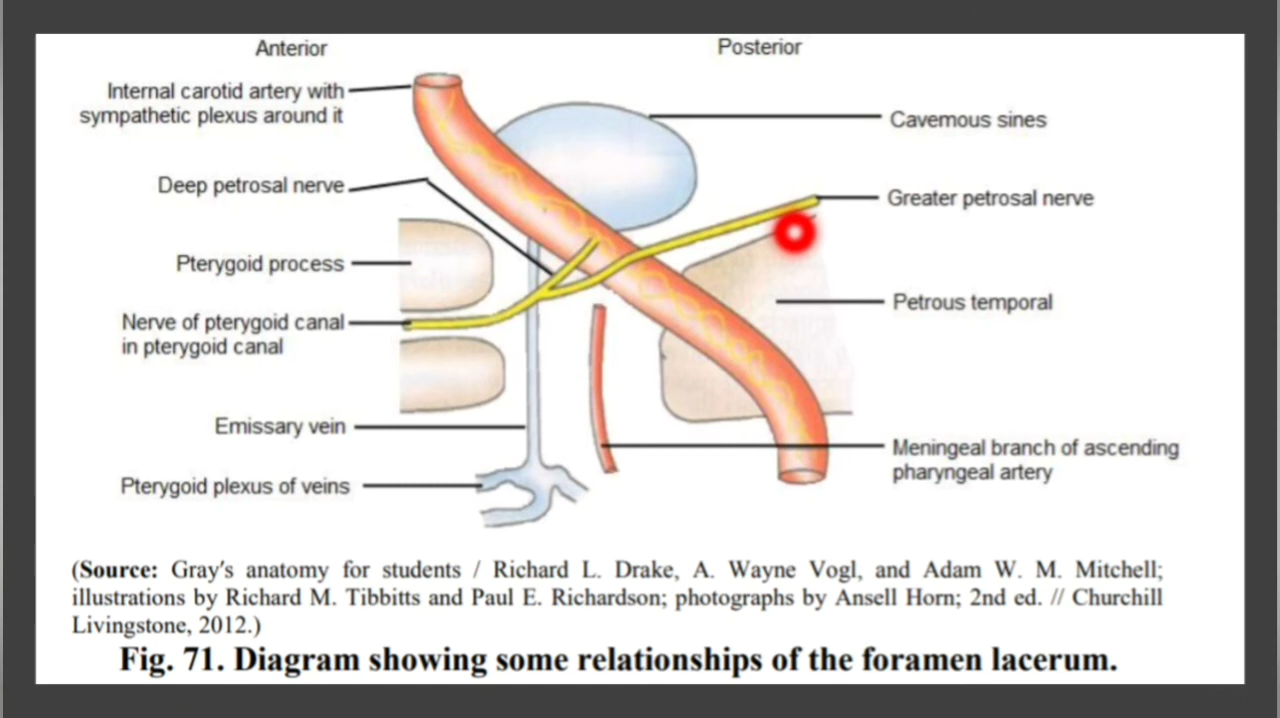 Anterior
Posterior
Internal carotid artery with
sympathetic plexus around it
Cavemous sines
Deep petrosal nerve
Greater petrosal nerve
Pterygoid process
Petrous temporal
Nerve of pterygoid canal
in pterygoid canal
Emissary vein
Meningeal branch of ascending
pharyngeal artery
Pterygoid plexus of veins
(Source: Gray's anatomy for students / Richard L. Drake, A. Wayne Vogl, and Adam W. M. Mitchell;
illustrations by Richard M. Tibbitts and Paul E. Richardson; photographs by Ansell Horn; 2nd ed. // Churchill
Livingstone, 2012.)
Fig. 71. Diagram showing some relationships of the foramen lacerum.